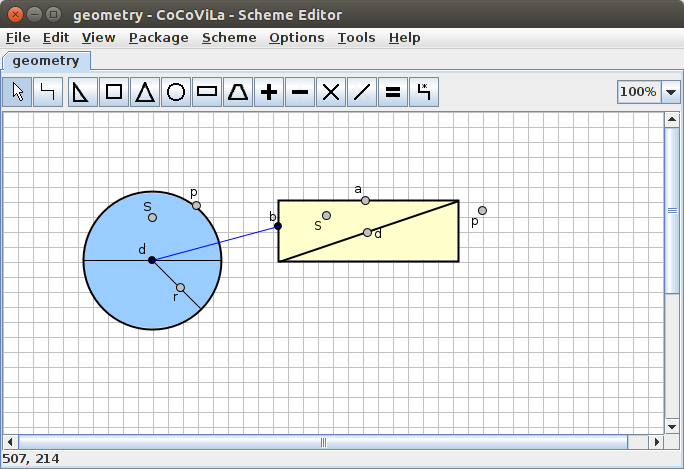 geometry - CoCoViLa - Scheme Editor
File Edit View Package Scheme Options Tools Help
geometry
100%
S
p
d
r
b
a
S
d
p
507, 214